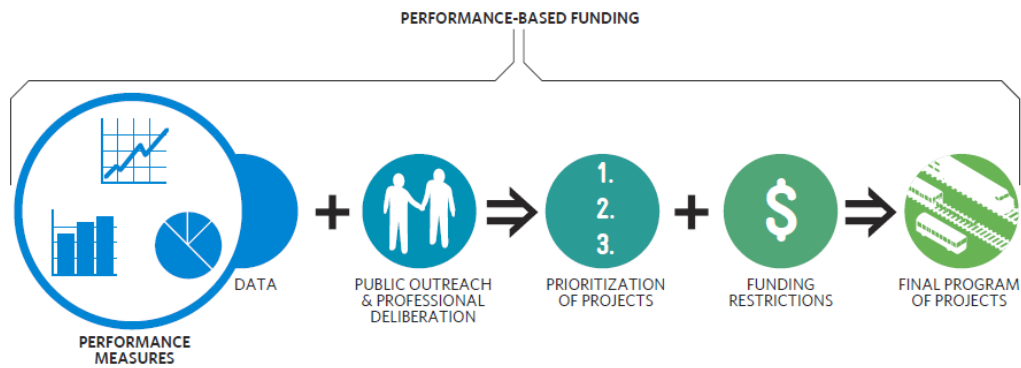 PERFORMANCE-BASED FUNDING
DATA
PERFORMANCE
MEASURES
PUBLIC OUTREACH
& PROFESSIONAL
DELIBERATION
1.
2.
3.
PRIORITIZATION
OF PROJECTS
$
FUNDING
RESTRICTIONS
FINAL PROGRAM
OF PROJECTS